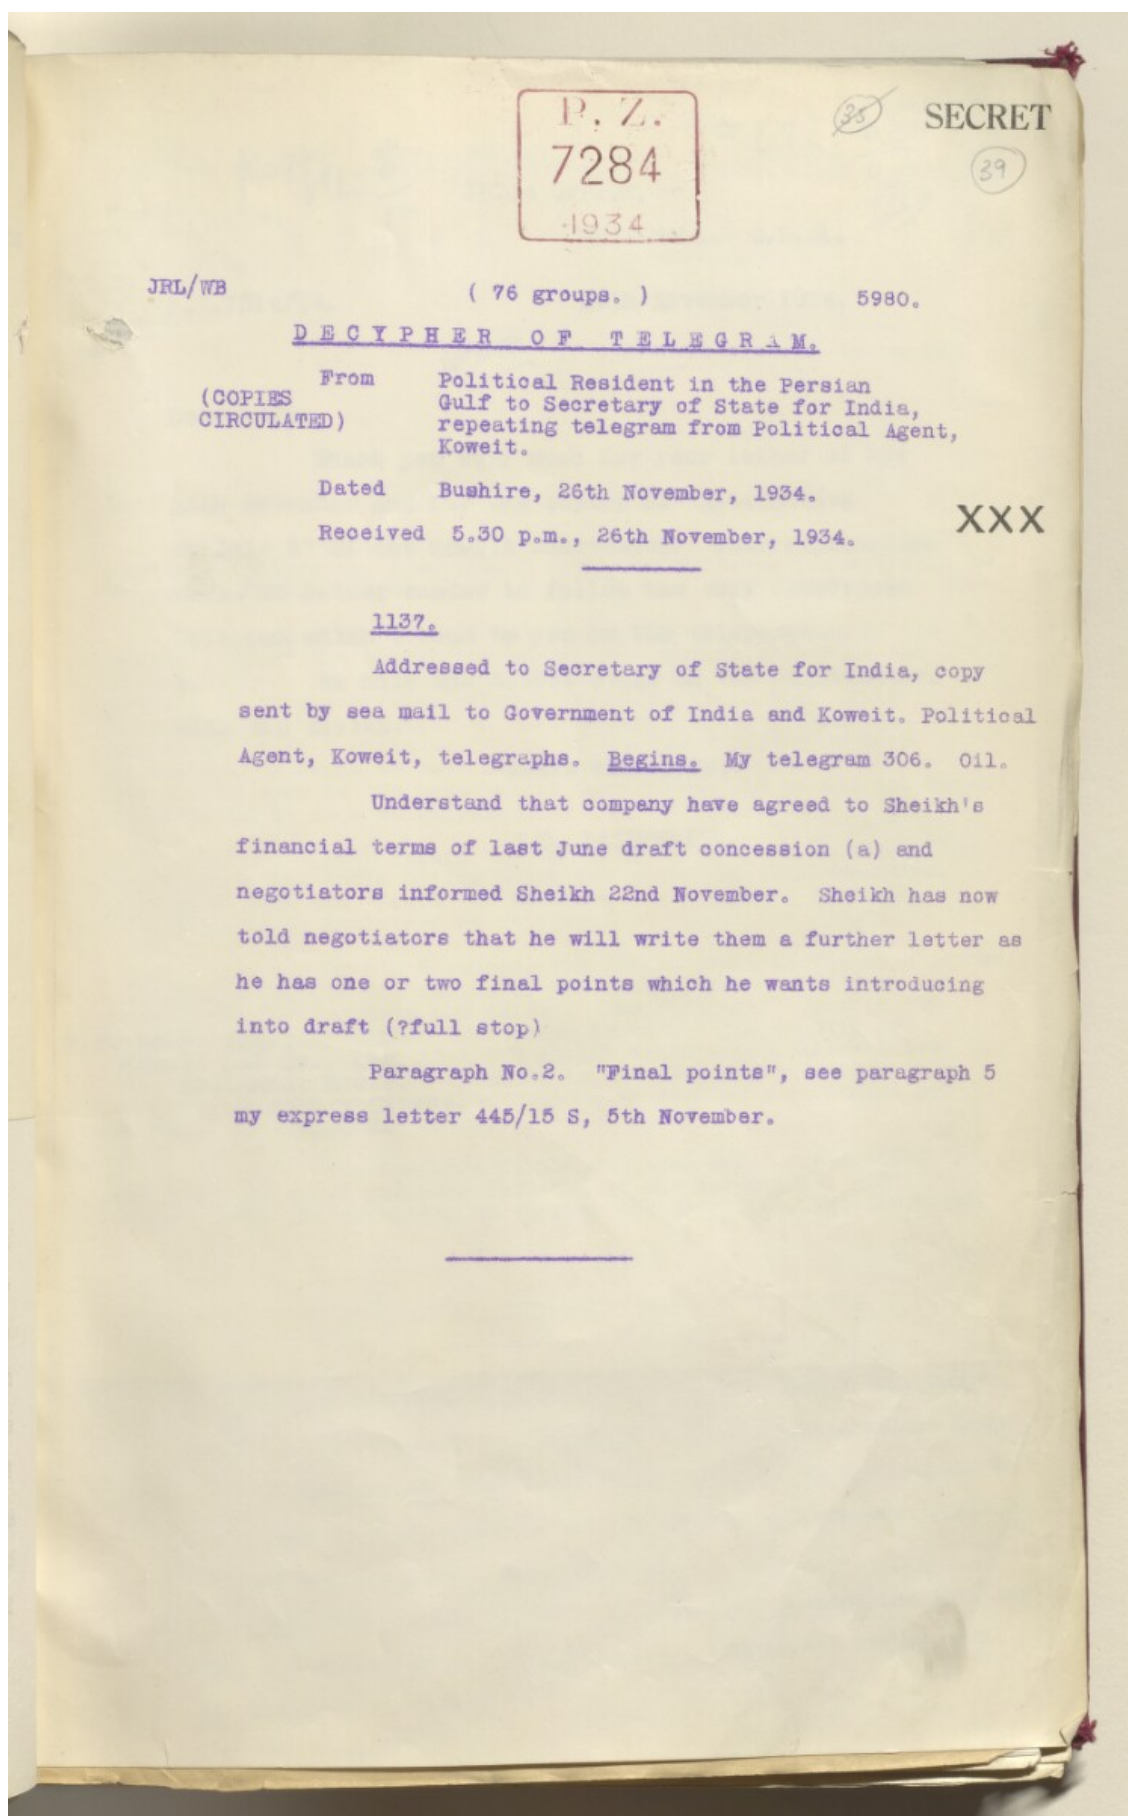 P. Z.
7284
1934
35
SECRET
39
JRL/WB
( 76 groups. )
5980.
DECYPHER OF TELEGRAM.
From
(COPIES
CIRCULATED)
Political Resident in the Persian
Gulf to Secretary of State for India,
repeating telegram from Political Agent,
Koweit.
Dated Bushire, 26th November, 1934.
XXX
Received 5.30 p.m., 26th November, 1934.
1137.
Addressed to Secretary of State for India, copy
sent by sea mail to Government of India and Koweit. Political
Agent, Koweit, telegraphs. Begins. My telegram 306. Oil.
Understand that company have agreed to Sheikh's
financial terms of last June draft concession (a) and
negotiators informed Sheikh 22nd November. Sheikh has now
told negotiators that he will write them a further letter as
he has one or two final points which he wants introducing
into draft (?full stop)
Paragraph No.2. "Final points", see paragraph 5
my express letter 445/15 S, 5th November.